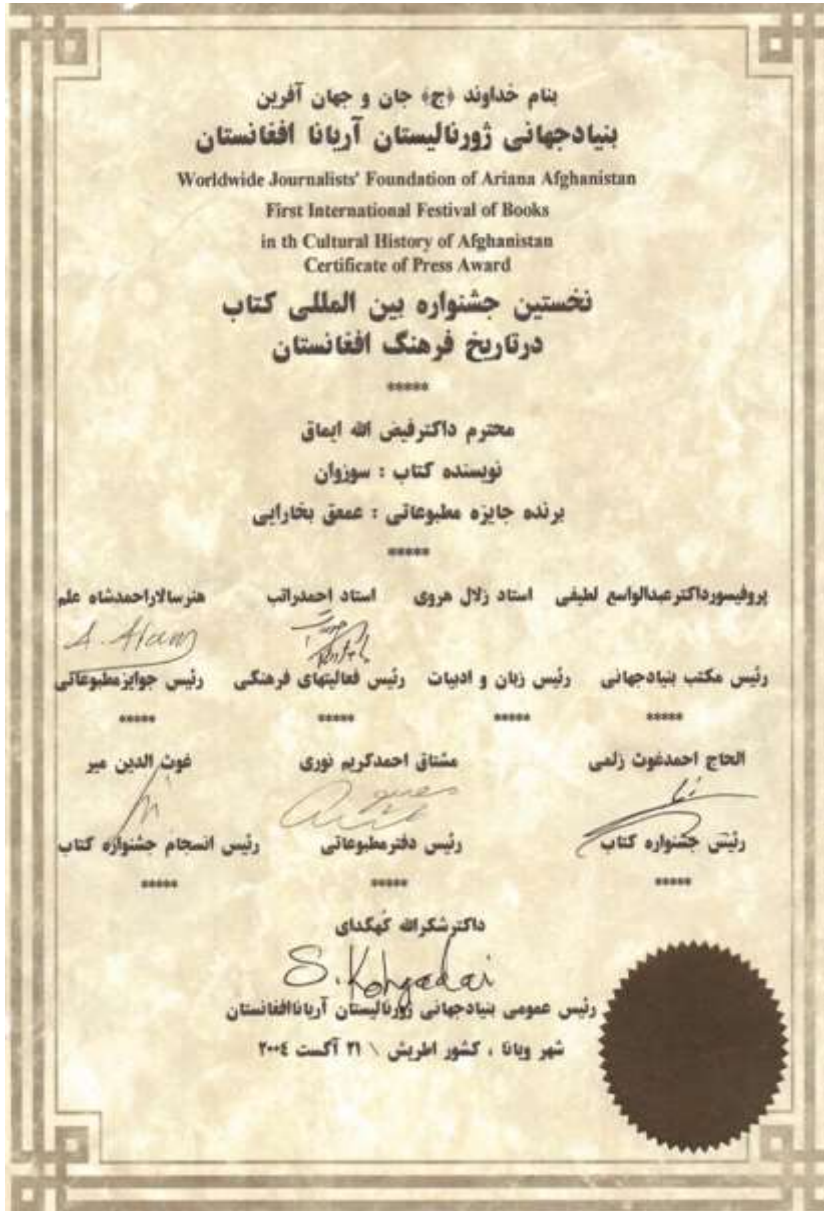 بنام خداوند «ج» جان و جهان آفرین
بنیادجهانی ژورنالیستان آریانا افغانستان
Worldwide Journalists' Foundation of Ariana Afghanistan
First International Festival of Books
in th Cultural History of Afghanistan
Certificate of Press Award
نخستین جشنواره بین المللی کتاب
درتاریخ فرهنگ افغانستان
*****
محترم داکترفیض الله ایماق
نویسنده کتاب : سوزوان
برنده جایزه مطبوعاتی : عمعق بخارایی
*****
پروفیسورداکترعبدالواسع لطیفی استاد زلال هروی استاد احمدراتب هنرسالاراحمدشاه علم
A. Alam
رئیس مکتب بنیادجهانی رئیس زبان و ادبیات رئیس فعالیتهای فرهنگی رئیس جوایزمطبوعاتی
***** ***** ***** *****
الحاج احمدغوث زلمی مشتاق احمدکریم نوری غوث الدین میر
رئیس جشنواره کتاب رئیس دفترمطبوعاتی رئیس انسجام جشنواره کتاب
***** ***** *****
داکترشکرالله کهگدای
S. Kohgadai
رئیس عمومی بنیادجهانی ژورنالیستان آریاناافغانستان
شهر ویانا ، کشور اطریش \ ۲۱ آگست ۲۰۰٤